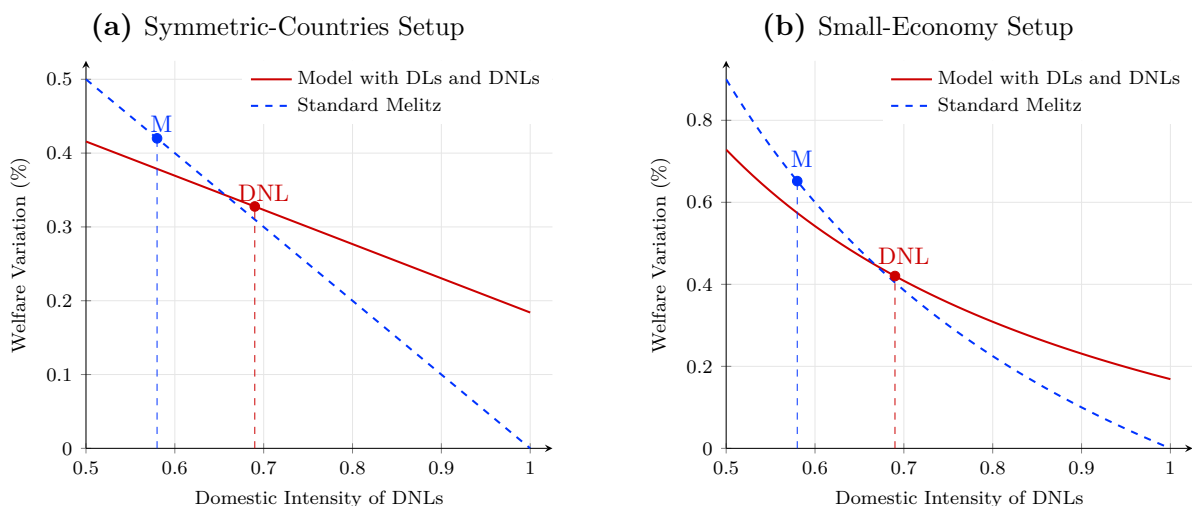 (a) Symmetric-Countries Setup
Model with DLs and DNLs
Standard Melitz
M
DNL
Welfare Variation (%)
0
0.1
0.2
0.3
0.4
0.5
0.5
0.6
0.7
0.8
0.9
1
Domestic Intensity of DNLs
(b) Small-Economy Setup
Model with DLs and DNLs
Standard Melitz
M
DNL
Welfare Variation (%)
0
0.2
0.4
0.6
0.8
0.5
0.6
0.7
0.8
0.9
1
Domestic Intensity of DNLs